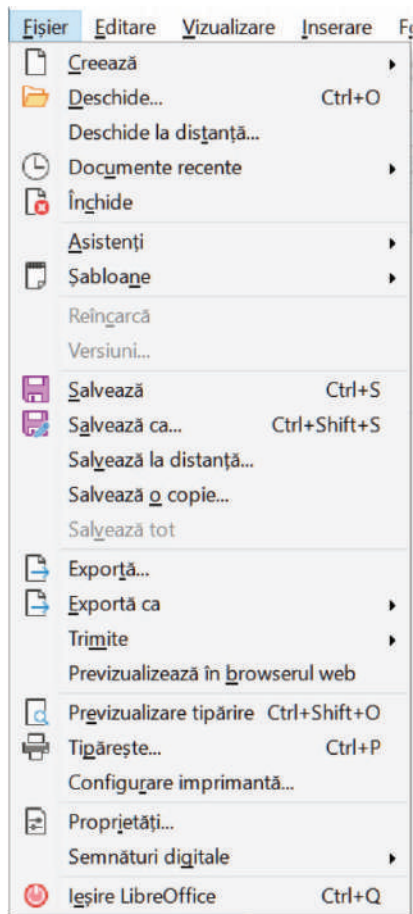 Fișier Editare Vizualizare Inserare
Creează
Deschide... Ctrl+O
Deschide la distanță...
Documente recente
Închide
Asistenți
Șabloane
Reîncarcă
Versiuni...
Salvează Ctrl+S
Salvează ca... Ctrl+Shift+S
Salvează la distanță...
Salvează o copie...
Salvează tot
Exportă...
Exportă ca
Trimite
Previzualizează în browserul web
Previzualizare tipărire Ctrl+Shift+O
Tipărește... Ctrl+P
Configurare imprimantă...
Proprietăți...
Semnături digitale
Ieșire LibreOffice Ctrl+Q